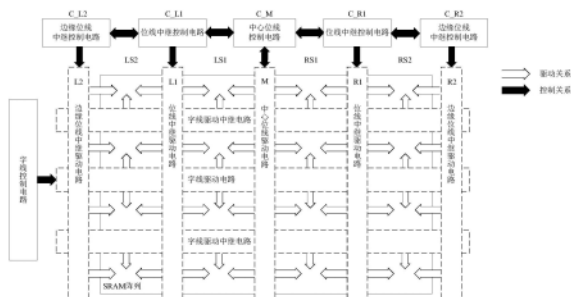 C_L2
C_L1
C_M
C_R1
C_R2
边缘位线
中继控制电路
位线中继控制电路
中心位线
控制电路
位线中继控制电路
边缘位线
中继控制电路
LS2
LS1
RS1
RS2
L2
L1
M
R1
R2
驱动关系
控制关系
边缘位线中继驱动电路
位线中继驱动电路
中心位线驱动电路
位线中继驱动电路
边缘位线中继驱动电路
字线控制电路
字线驱动中继电路
字线驱动电路
字线驱动中继电路
SRAM阵列